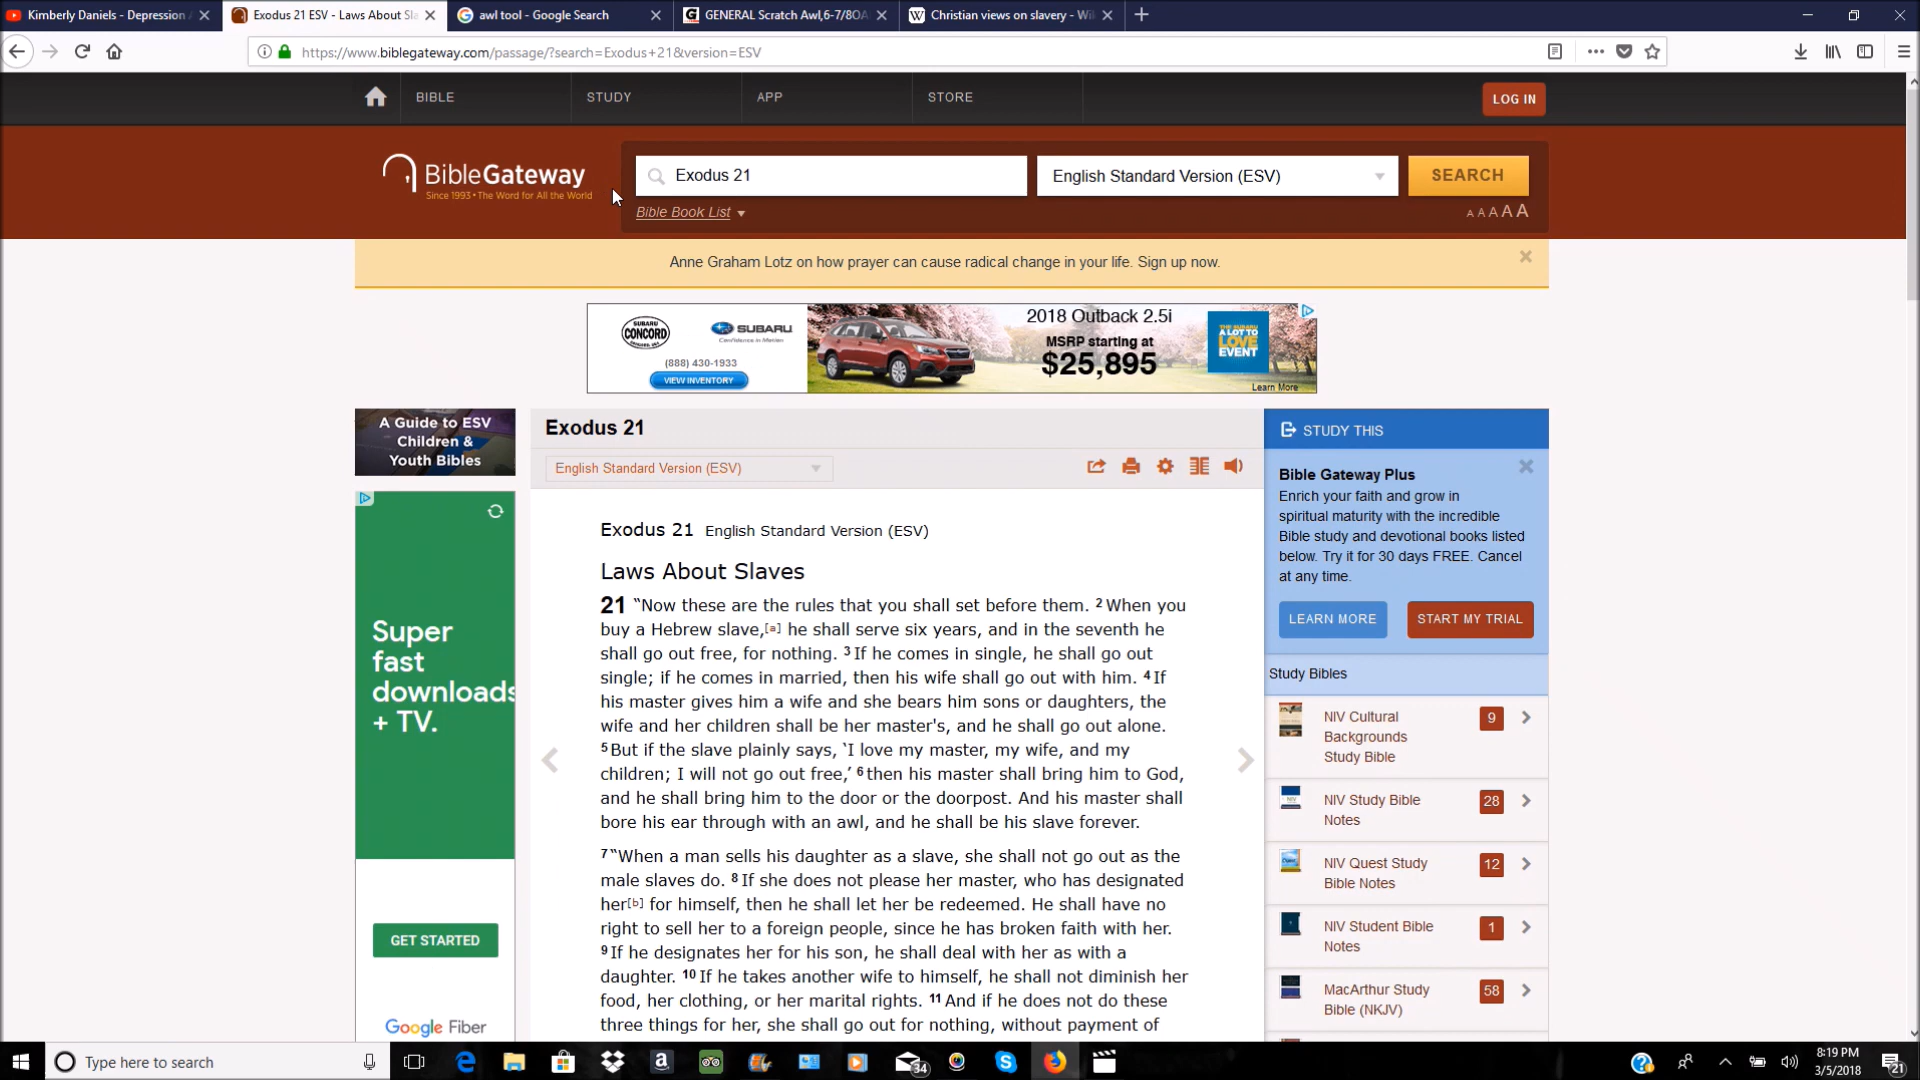 Kimberly Daniels - Depression
Exodus 21 ESV - Laws About Sla
awl tool - Google Search
GENERAL Scratch Awl,6-7/8OA
Christian views on slavery - Wi
https://www.biblegateway.com/passage/?search=Exodus+21&version=ESV
BIBLE
STUDY
APP
STORE
LOG IN
BibleGateway
Since 1993 • The Word for All the World
Exodus 21
English Standard Version (ESV)
SEARCH
Bible Book List
A A A A A
Anne Graham Lotz on how prayer can cause radical change in your life. Sign up now.
SUBARU
CONCORD
SUBARU
Confidence in Motion
(888) 430-1933
VIEW INVENTORY
2018 Outback 2.5i
MSRP starting at
$25,895
THE SUBARU
A LOT TO
LOVE
EVENT
Learn More
A Guide to ESV
Children &
Youth Bibles
Super
fast
downloads
+ TV.
GET STARTED
Google Fiber
Exodus 21
English Standard Version (ESV)
Exodus 21 English Standard Version (ESV)
Laws About Slaves
21 “Now these are the rules that you shall set before them. 2 When you
buy a Hebrew slave,[a] he shall serve six years, and in the seventh he
shall go out free, for nothing. 3 If he comes in single, he shall go out
single; if he comes in married, then his wife shall go out with him. 4 If
his master gives him a wife and she bears him sons or daughters, the
wife and her children shall be her master's, and he shall go out alone.
5 But if the slave plainly says, ‘I love my master, my wife, and my
children; I will not go out free,’ 6 then his master shall bring him to God,
and he shall bring him to the door or the doorpost. And his master shall
bore his ear through with an awl, and he shall be his slave forever.
7 “When a man sells his daughter as a slave, she shall not go out as the
male slaves do. 8 If she does not please her master, who has designated
her[b] for himself, then he shall let her be redeemed. He shall have no
right to sell her to a foreign people, since he has broken faith with her.
9 If he designates her for his son, he shall deal with her as with a
daughter. 10 If he takes another wife to himself, he shall not diminish her
food, her clothing, or her marital rights. 11 And if he does not do these
three things for her, she shall go out for nothing, without payment of
STUDY THIS
Bible Gateway Plus
Enrich your faith and grow in
spiritual maturity with the incredible
Bible study and devotional books listed
below. Try it for 30 days FREE. Cancel
at any time.
LEARN MORE
START MY TRIAL
Study Bibles
NIV Cultural
Backgrounds
Study Bible
9
NIV Study Bible
Notes
28
NIV Quest Study
Bible Notes
12
NIV Student Bible
Notes
1
MacArthur Study
Bible (NKJV)
58
Type here to search
34
8:19 PM
3/5/2018
21